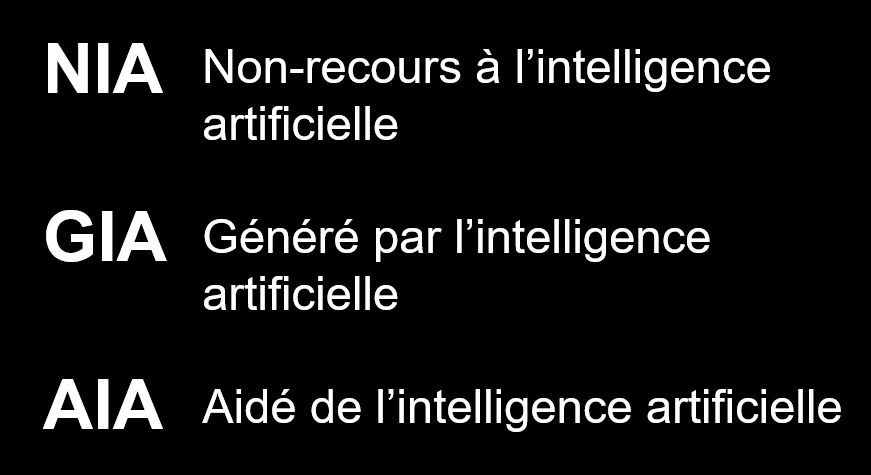 NIA Non-recours à l’intelligence
artificielle
GIA Généré par l’intelligence
artificielle
AIA Aidé de l’intelligence artificielle